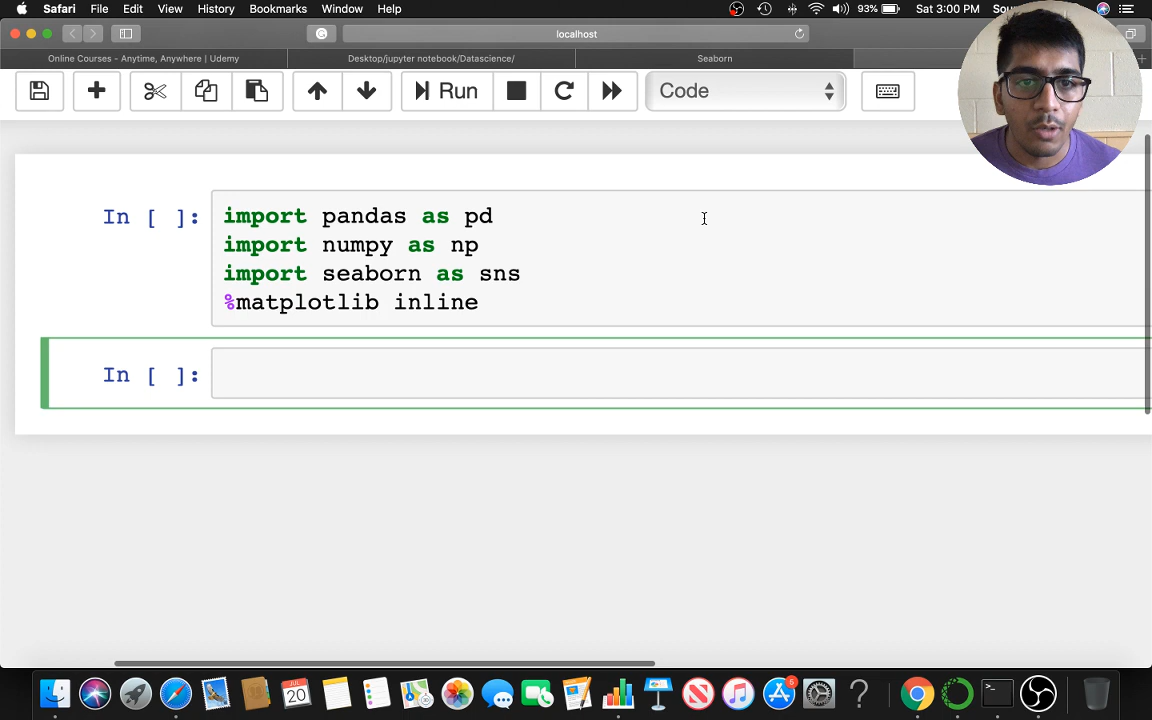 Safari File Edit View History Bookmarks Window Help 93% Sat 3:00 PM
localhost
Online Courses - Anytime, Anywhere | Udemy Desktop/jupyter notebook/Datascience/ Seaborn
Run Code
In [ ]: import pandas as pd
import numpy as np
import seaborn as sns
%matplotlib inline
In [ ]:
JUL
20
5